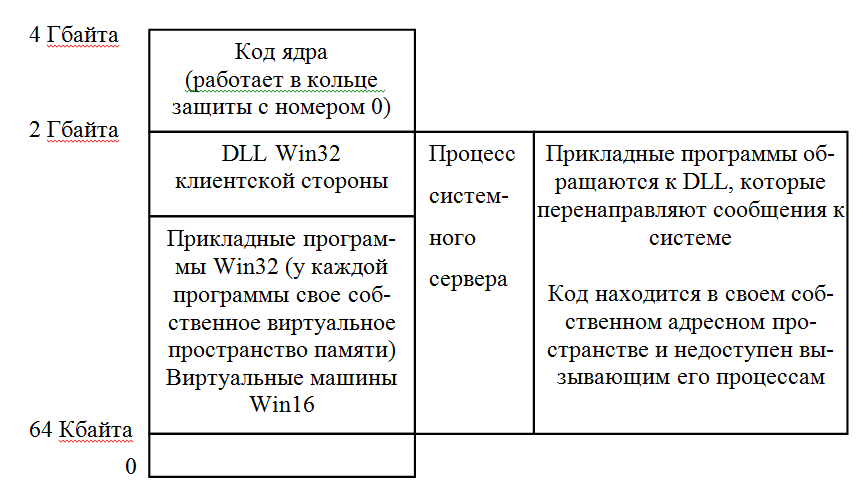 4 Гбайта
Код ядра
(работает в кольце
защиты с номером 0)
2 Гбайта
DLL Win32
клиентской стороны
Процесс
систем-
ного
сервера
Прикладные программы об-
ращаются к DLL, которые
перенаправляют сообщения к
системе
Код находится в своем соб-
ственном адресном про-
странстве и недоступен вы-
зывающим его процессам
Прикладные програм-
мы Win32 (у каждой
программы свое соб-
ственное виртуальное
пространство памяти)
Виртуальные машины
Win16
64 Кбайта
0